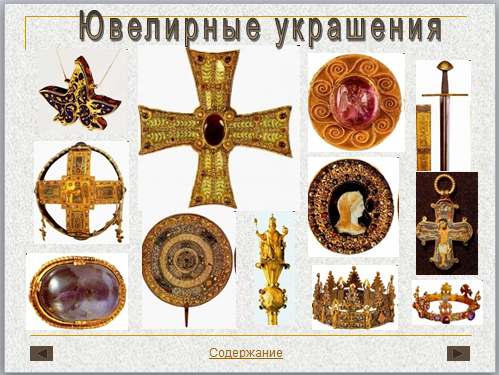 Ювелирные украшения
Содержание